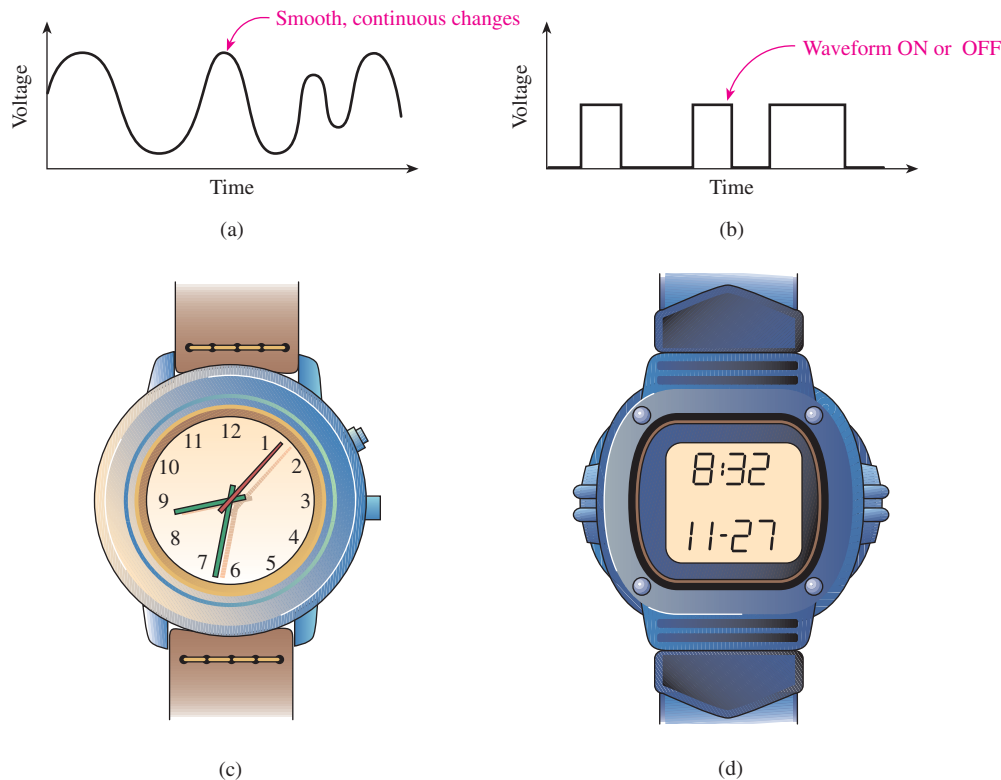 Smooth, continuous changes
Voltage
Time
(a)
Waveform ON or OFF
Voltage
Time
(b)
12
11
1
10
2
9
3
8
4
7
6
5
(c)
8:32
11-27
(d)